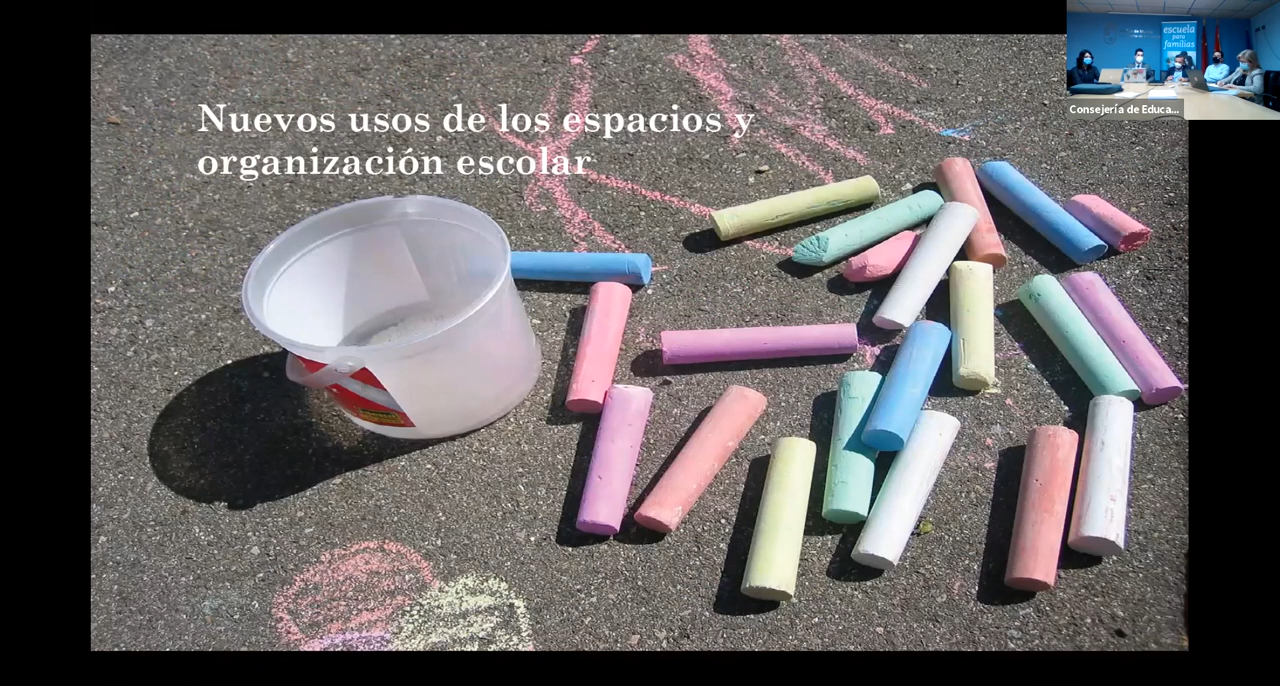 Nuevos usos de los espacios y
organización escolar
escuela
para
familias
Consejería de Educa...